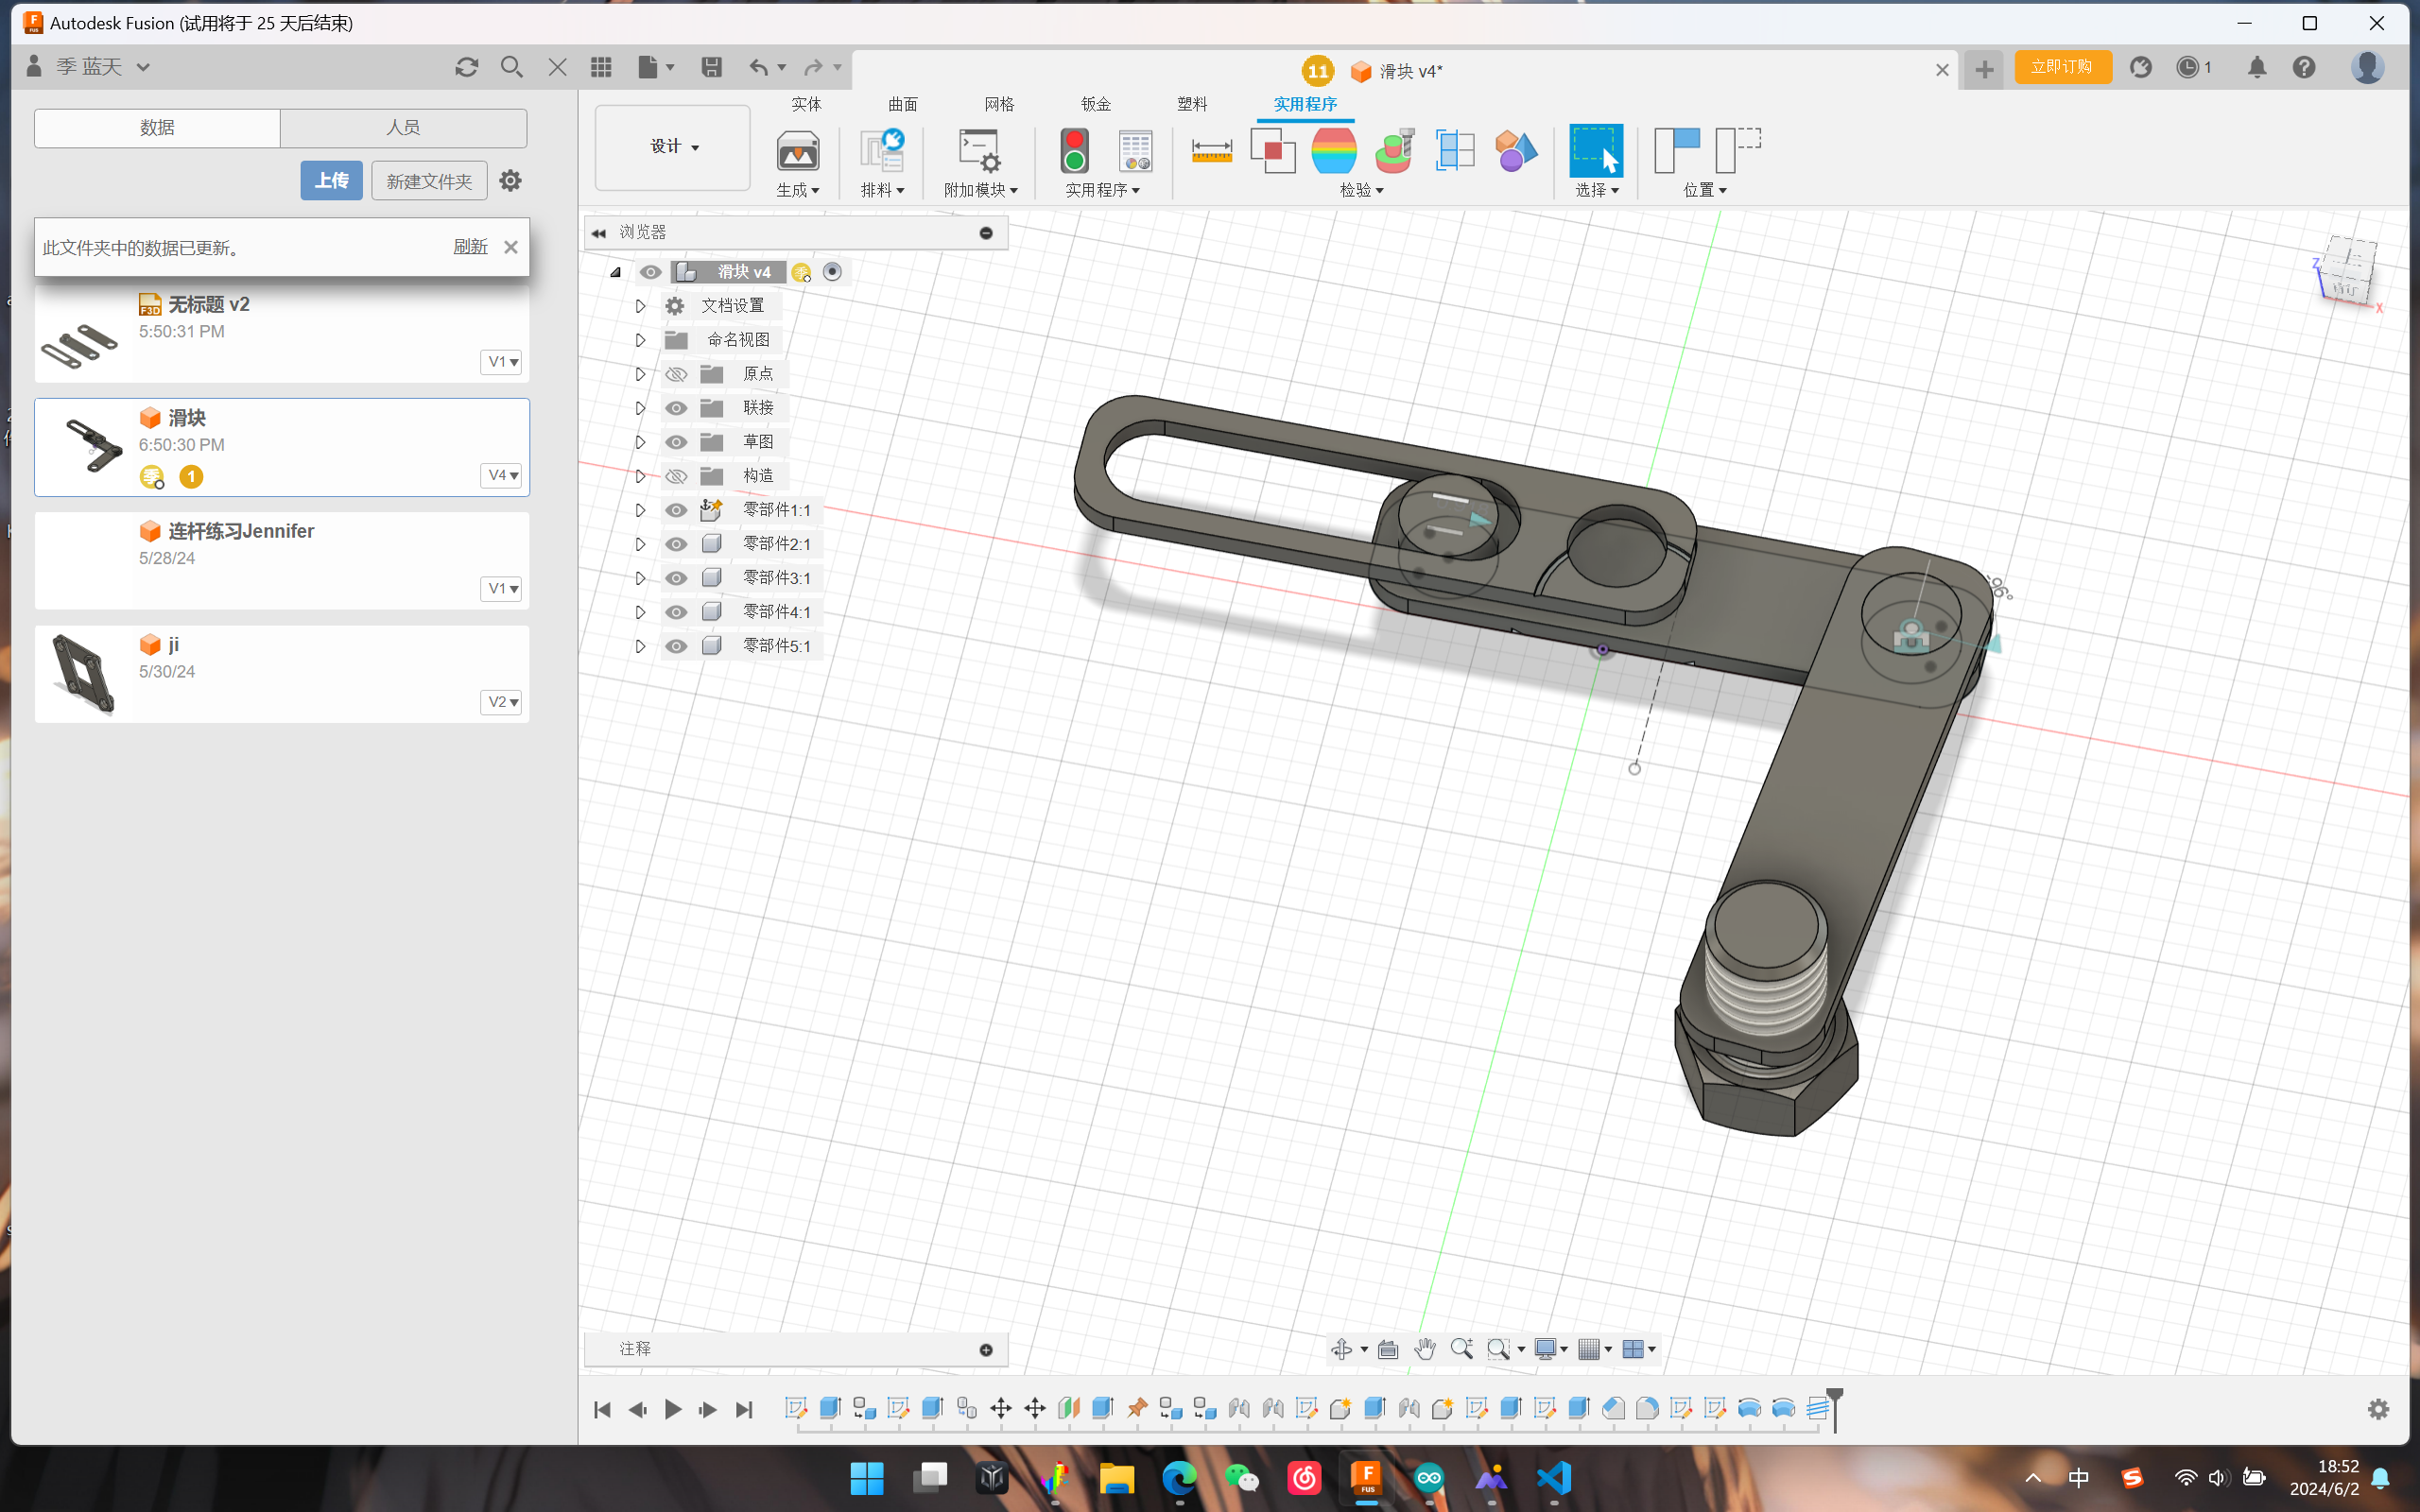 Autodesk Fusion (试用将于 25 天后结束)
季 蓝天
11
滑块 v4*
立即订购
1
数据
人员
上传
新建文件夹
此文件夹中的数据已更新。
刷新
F3D
无标题 v2
5:50:31 PM
V1
滑块
6:50:30 PM
季
1
V4
连杆练习Jennifer
5/28/24
V1
ji
5/30/24
V2
设计
实体
曲面
网格
钣金
塑料
实用程序
生成
排料
附加模块
实用程序
检验
选择
位置
浏览器
滑块 v4
季
文档设置
命名视图
原点
联接
草图
构造
零部件1:1
零部件2:1
零部件3:1
零部件4:1
零部件5:1
Z
X
注释
F
FUS
中
18:52
2024/6/2